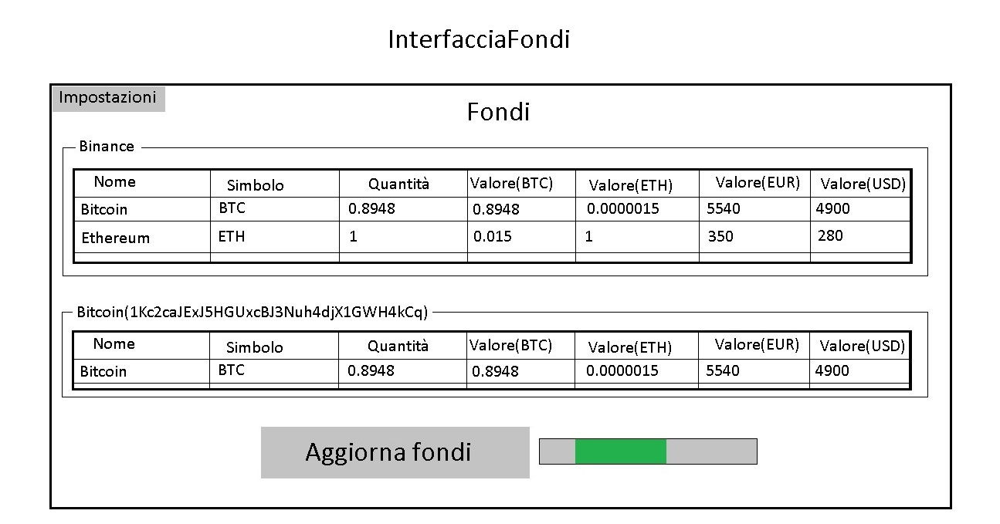 InterfacciaFondi
Impostazioni
Fondi
Binance
Nome Simbolo Quantità Valore(BTC) Valore(ETH) Valore(EUR) Valore(USD)
Bitcoin BTC 0.8948 0.8948 0.0000015 5540 4900
Ethereum ETH 1 0.015 1 350 280
Bitcoin(1Kc2caJExJ5HGUxcBJ3Nuh4djX1GWH4kCq)
Nome Simbolo Quantità Valore(BTC) Valore(ETH) Valore(EUR) Valore(USD)
Bitcoin BTC 0.8948 0.8948 0.0000015 5540 4900
Aggiorna fondi